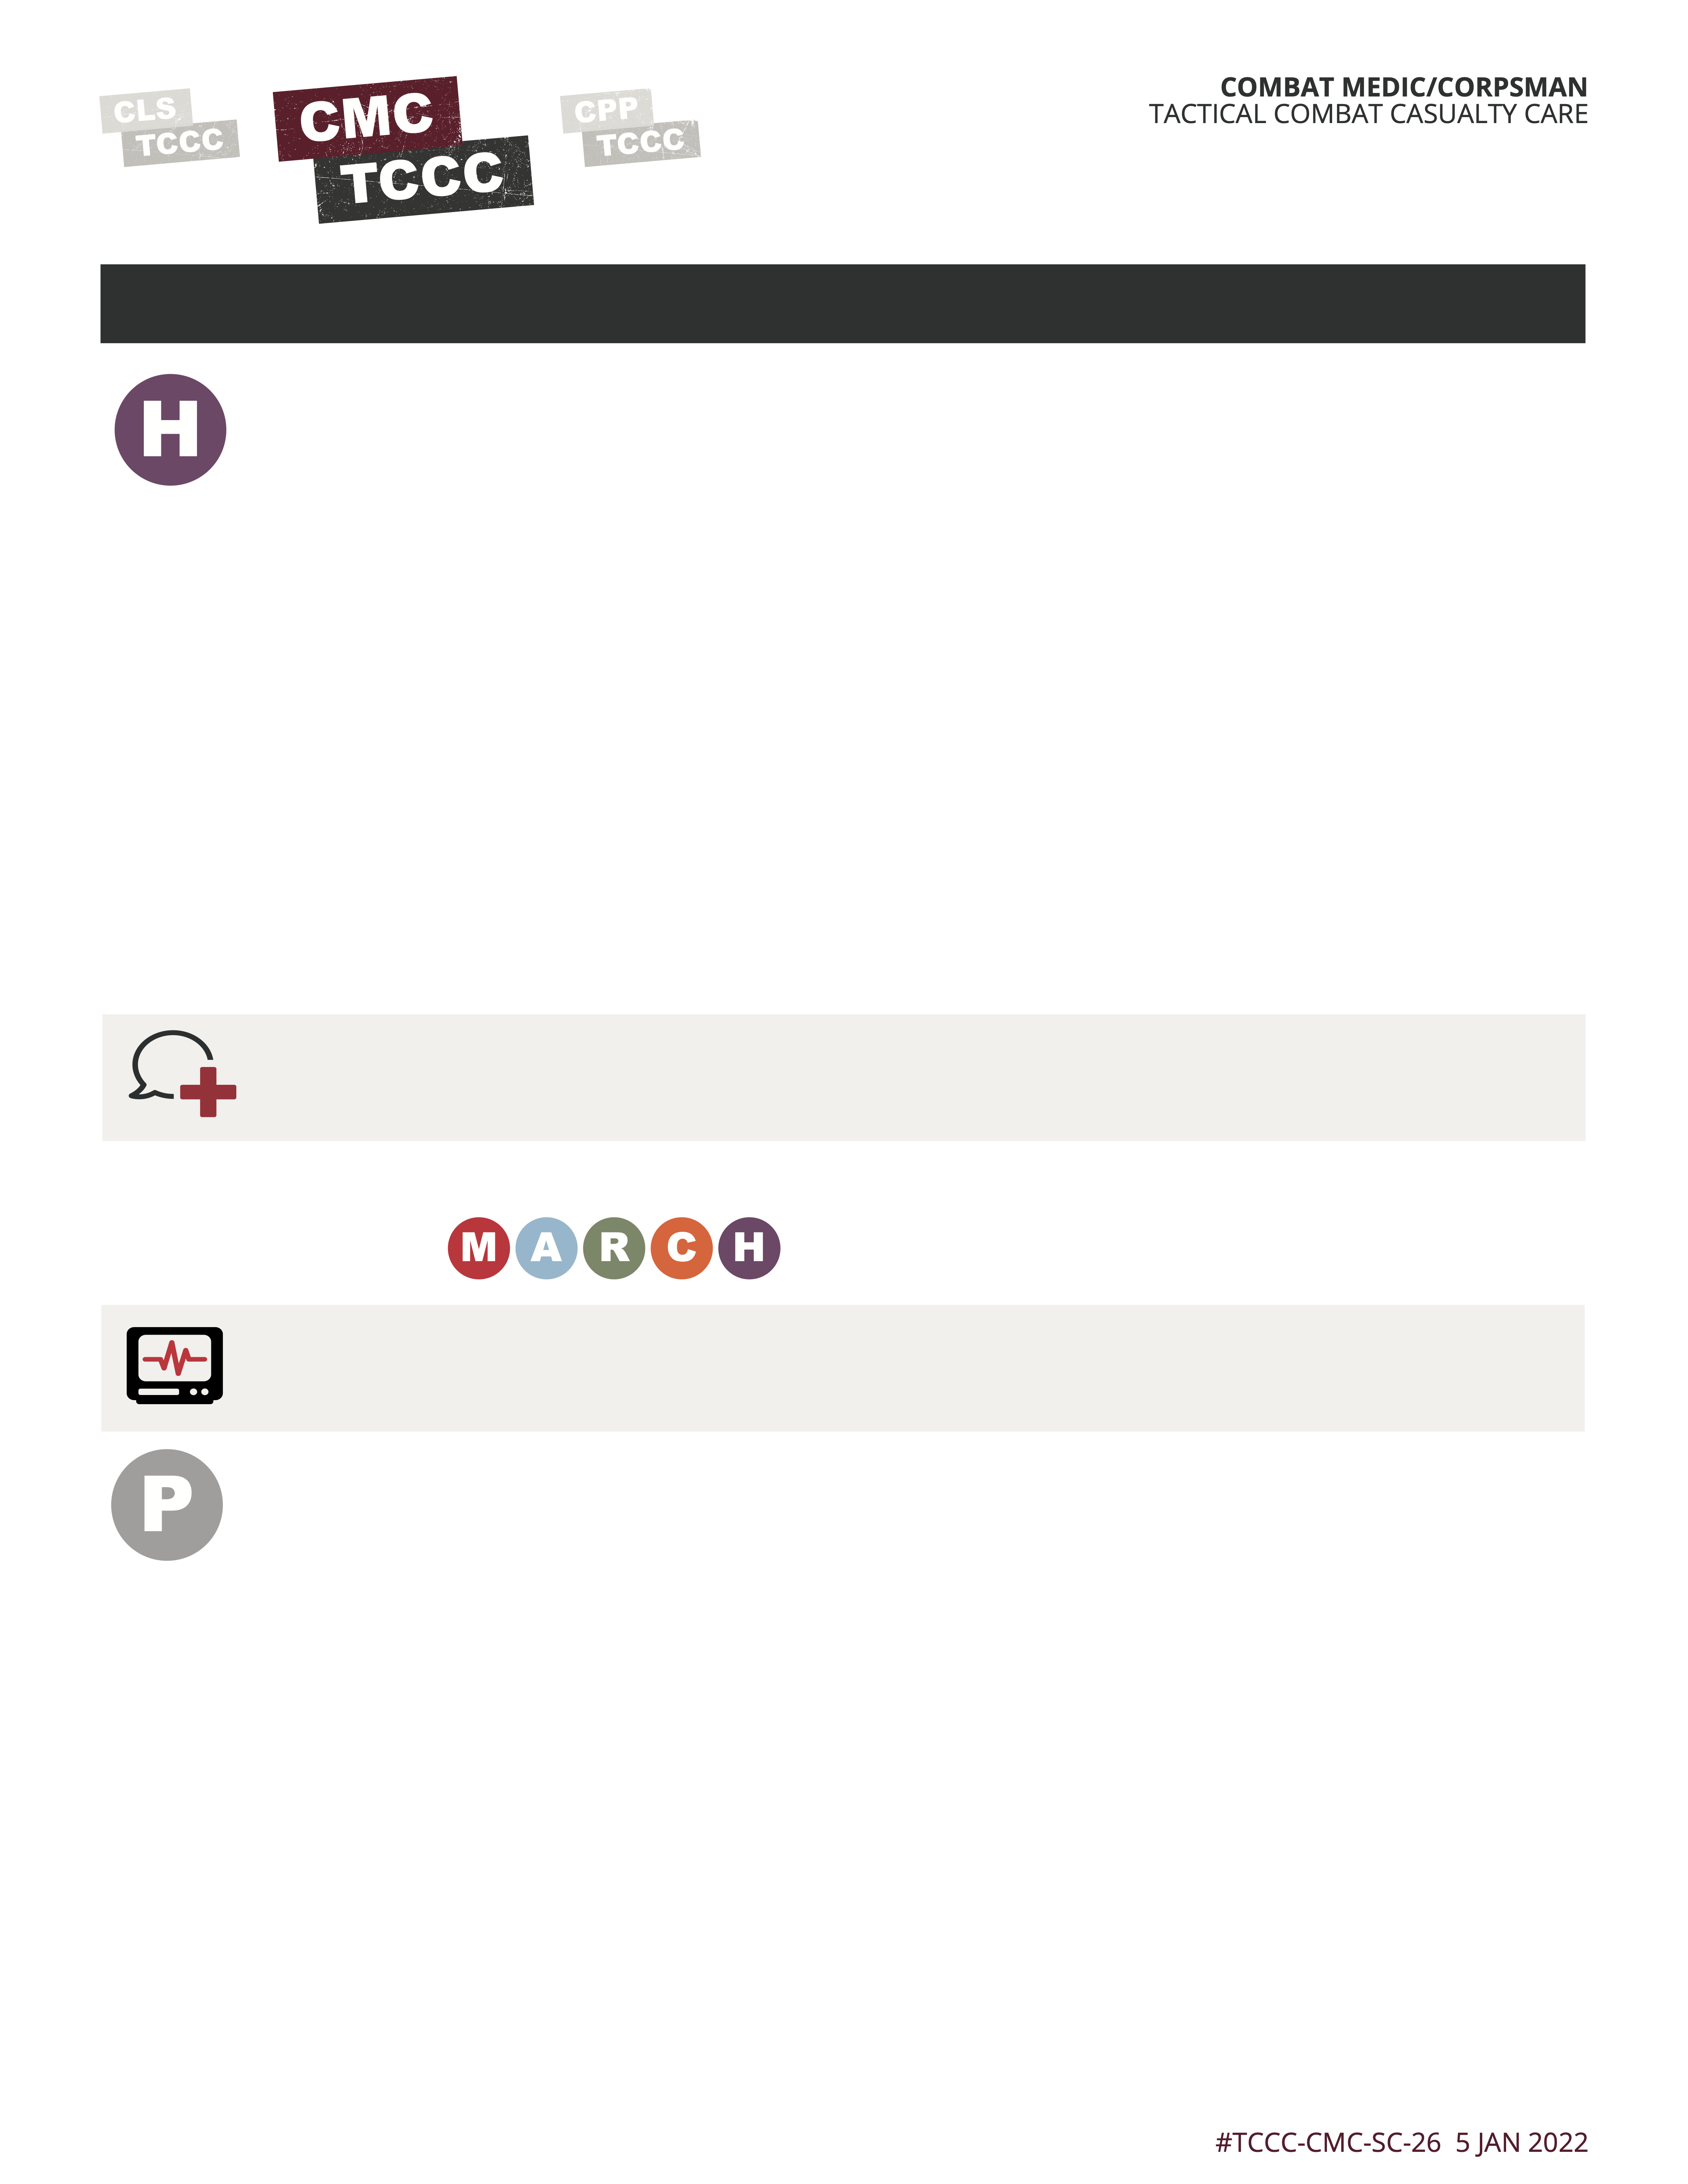 CLS
TCCC
CMC
TCCC
CPP
TCCC
COMBAT MEDIC/CORPSMAN
TACTICAL COMBAT CASUALTY CARE
H
M A R C H
P
#TCCC-CMC-SC-26 5 JAN 2022